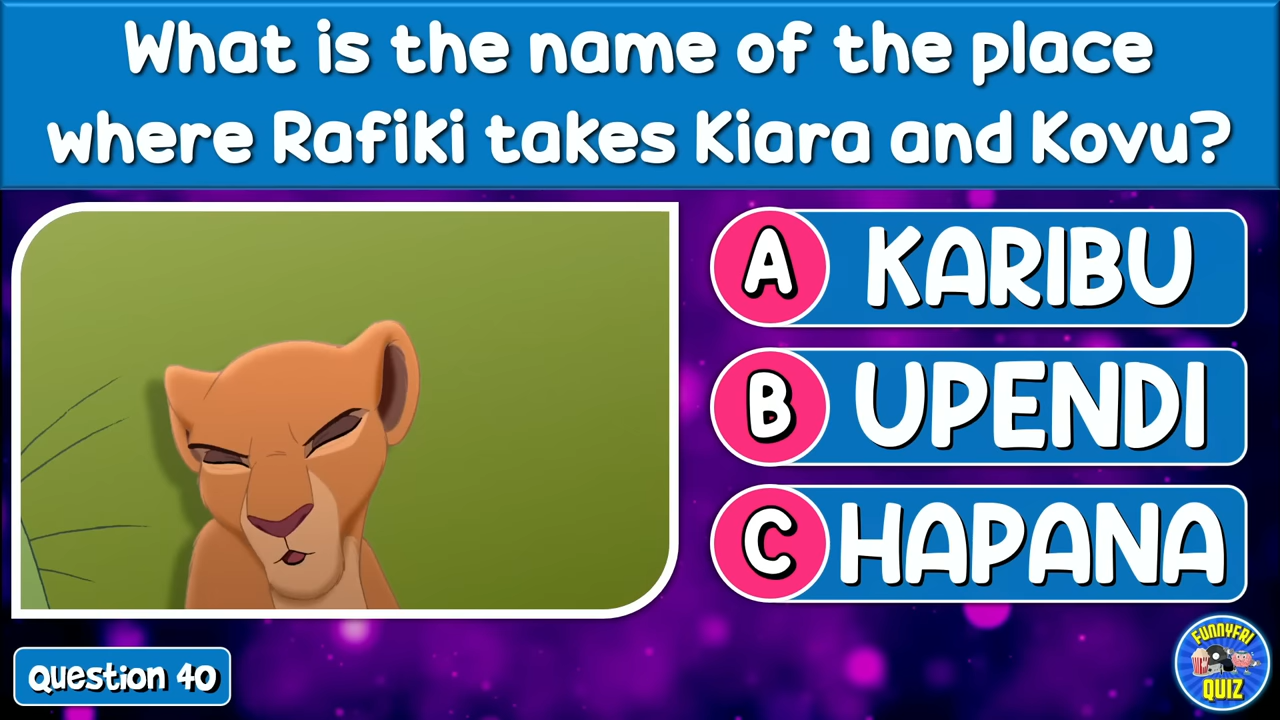 What is the name of the place
where Rafiki takes Kiara and Kovu?
A KARIBU
B UPENDI
C HAPANA
Question 40
FUNNYFRI
QUIZ